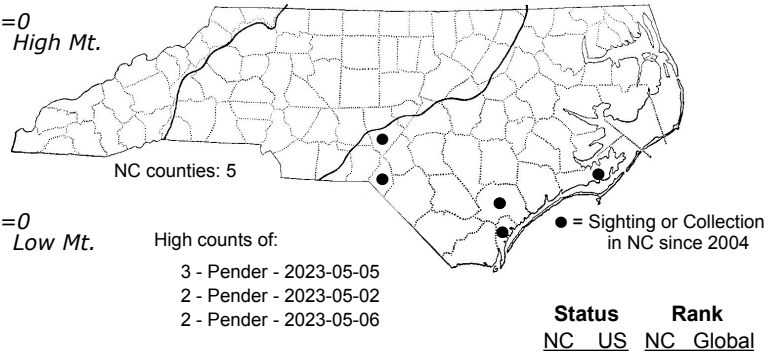 =0
High Mt.
NC counties: 5
=0
Low Mt.
High counts of:
3 - Pender - 2023-05-05
2 - Pender - 2023-05-02
2 - Pender - 2023-05-06
● = Sighting or Collection
in NC since 2004
Status Rank
NC US NC Global